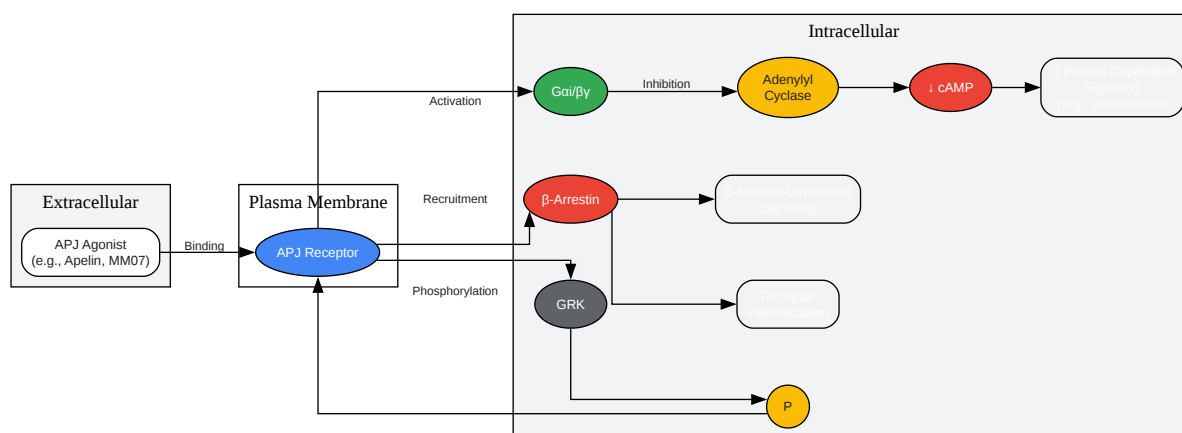 Intracellular
Gαi/βγ
Inhibition
Adenylyl
Cyclase
↓ cAMP
G Protein-Dependent
Signaling
(e.g., Vasodilation)
Activation
Extracellular
APJ Agonist
(e.g., Apelin, MM07)
Binding
Plasma Membrane
APJ Receptor
Recruitment
β-Arrestin
β-Arrestin-Dependent
Signaling
Phosphorylation
GRK
Receptor
Internalization
P